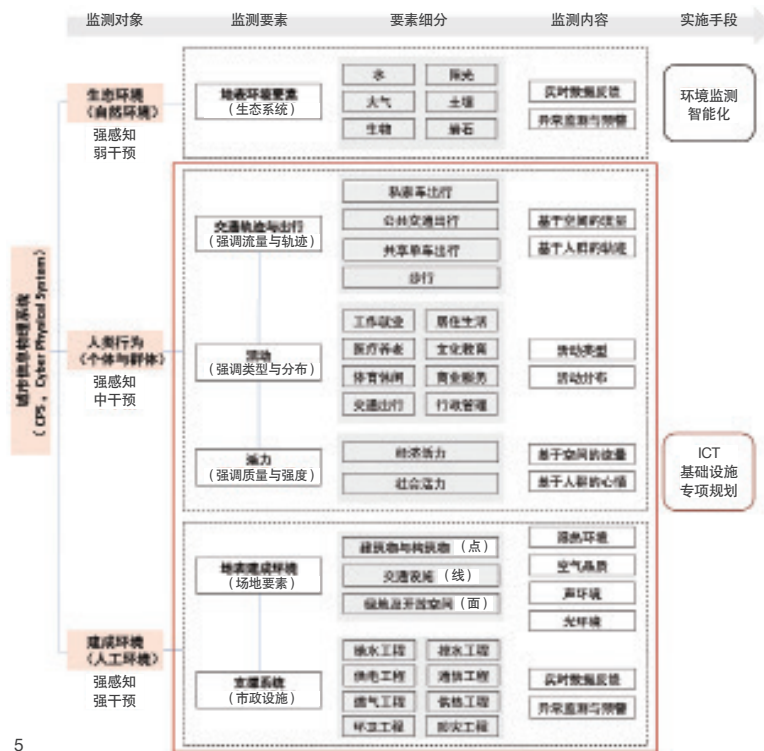 监测对象 监测要素 要素细分 监测内容 实施手段
城市信息物理系统
（CPS，Cyber Physical System）
生态环境
（自然环境）
强感知
弱干预
地表环境要素
（生态系统）
水 阳光
大气 土壤
生物 岩石
实时数据反馈
异常监测与预警
环境监测
智能化
人类行为
（个体与群体）
强感知
中干预
交通轨迹与出行
（强调流量与轨迹）
私家车出行
公共交通出行
共享单车出行
步行
基于空间的流量
基于人群的轨迹
活动
（强调类型与分布）
工作就业 居住生活
医疗养老 文化教育
体育休闲 商业服务
交通出行 行政管理
活动类型
活动分布
活力
（强调质量与强度）
经济活力
社会活力
基于空间的流量
基于人群的心情
ICT
基础设施
专项规划
建成环境
（人工环境）
强感知
强干预
地表建成环境
（场地要素）
建筑物与构筑物（点）
交通设施（线）
绿地及开放空间（面）
湿热环境
空气品质
声环境
光环境
支撑系统
（市政设施）
给水工程 排水工程
供电工程 通信工程
燃气工程 供热工程
环卫工程 防灾工程
实时数据反馈
异常监测与预警
5